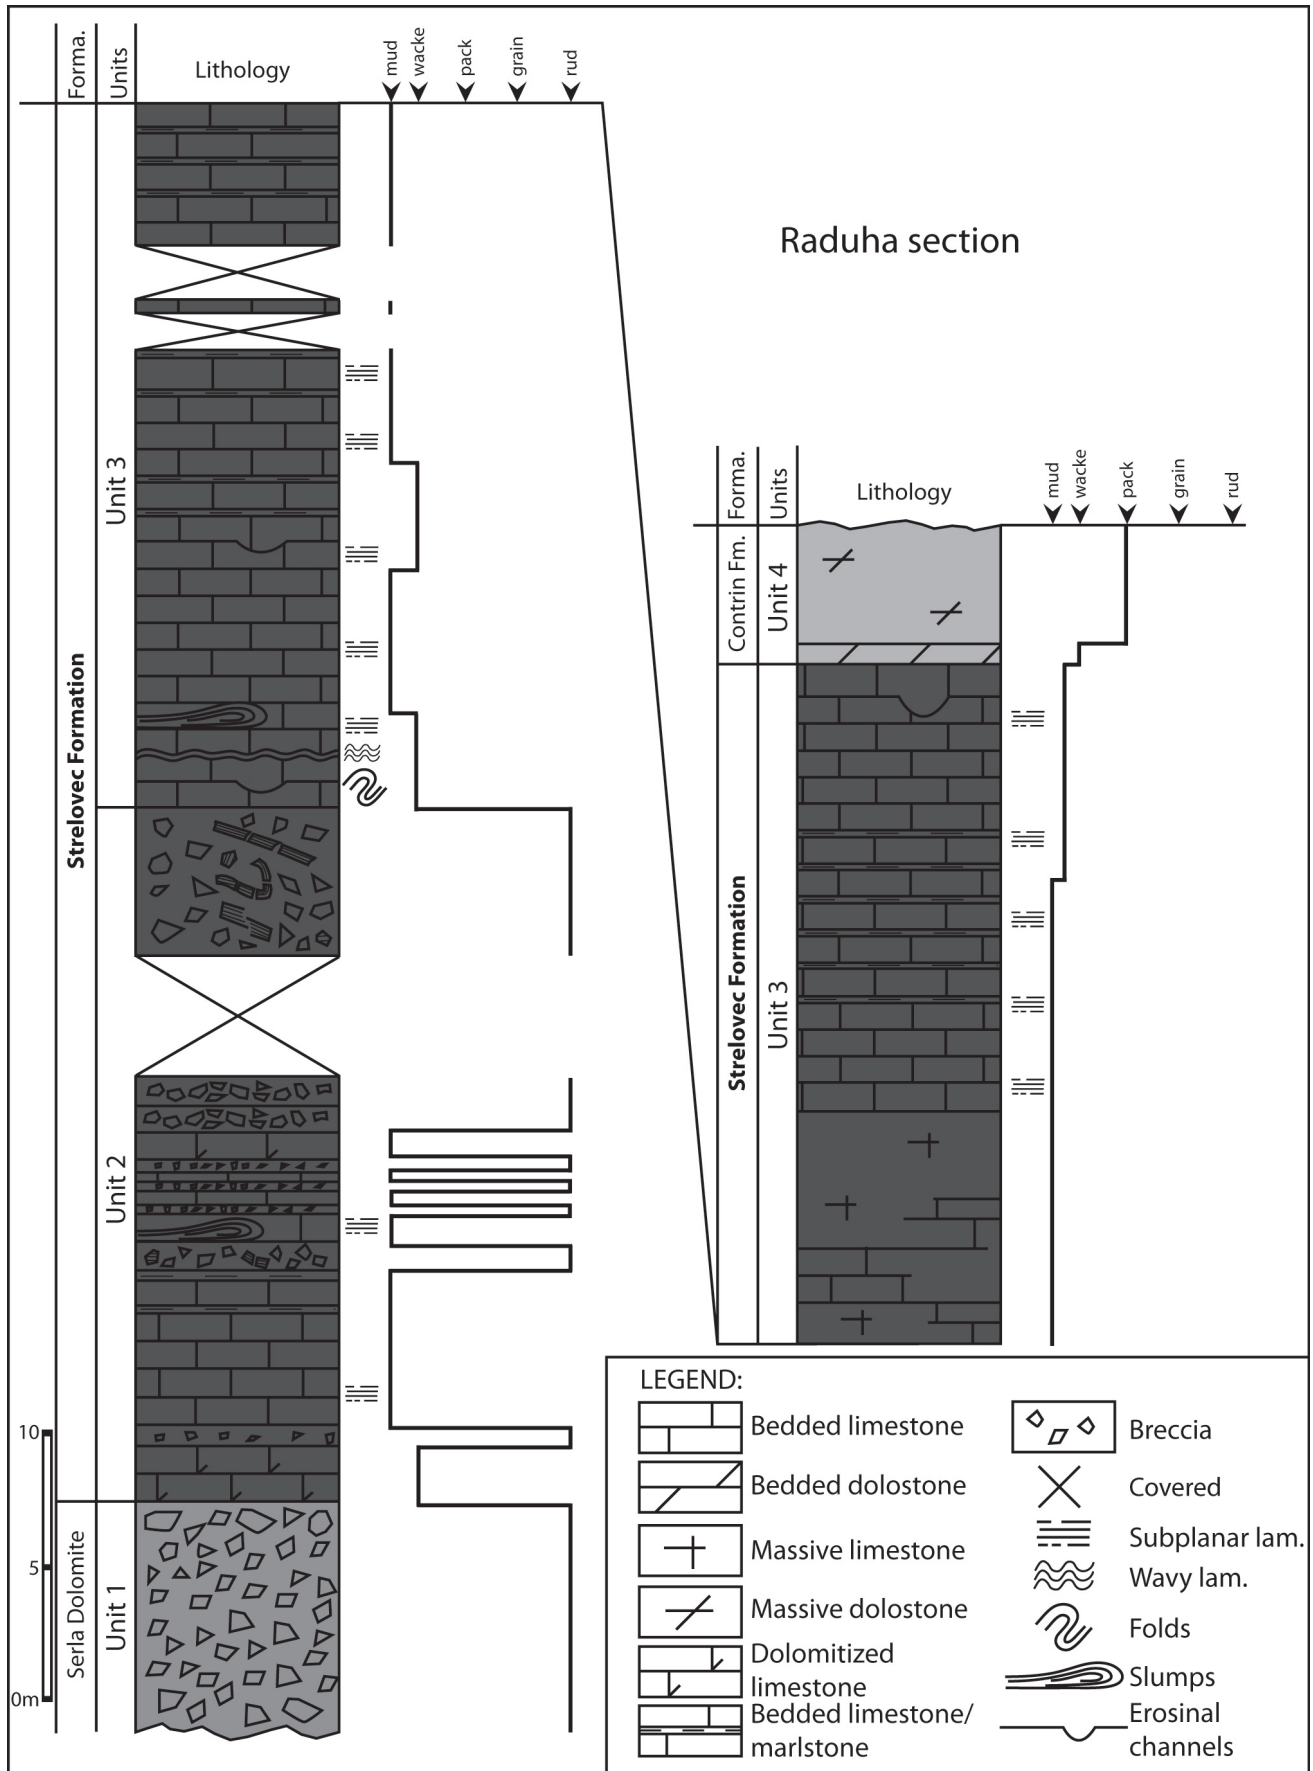 Forma.
Units
Lithology
mud
wacke
pack
grain
rud
Raduha section
Unit 3
Strelovec Formation
Unit 2
Serla Dolomite
Unit 1
10
5
0m
Forma.
Units
Lithology
mud
wacke
pack
grain
rud
Contrin Fm.
Unit 4
Strelovec Formation
Unit 3
LEGEND:
Bedded limestone
Bedded dolostone
Massive limestone
Massive dolostone
Dolomitized
limestone
Bedded limestone/
marlstone
Breccia
Covered
Subplanar lam.
Wavy lam.
Folds
Slumps
Erosinal
channels